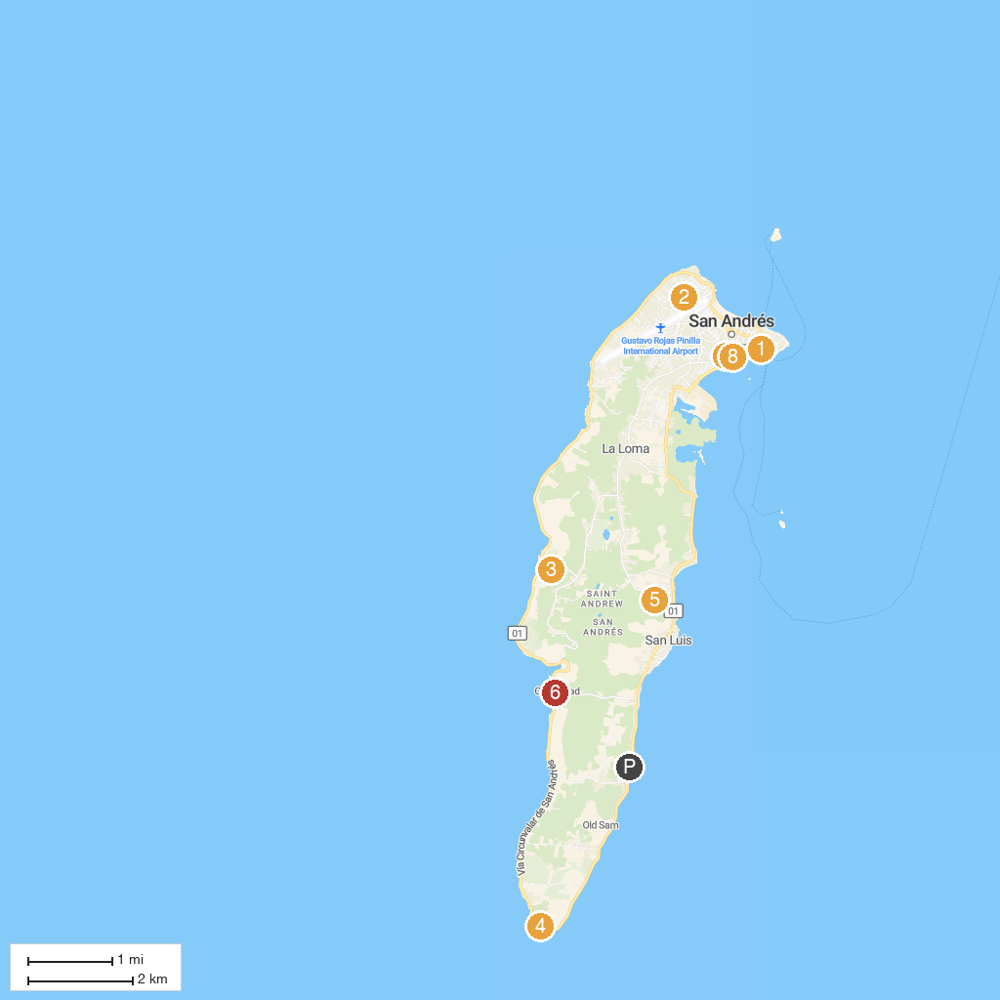 2
San Andrés
Gustavo Rojas Pinilla
International Airport
1
8
La Loma
3
SAINT
ANDREW
5
01
SAN
ANDRÉS
01
San Luis
6
P
Vía Circunvalar de San Andrés
Old Sam
4
1 mi
2 km